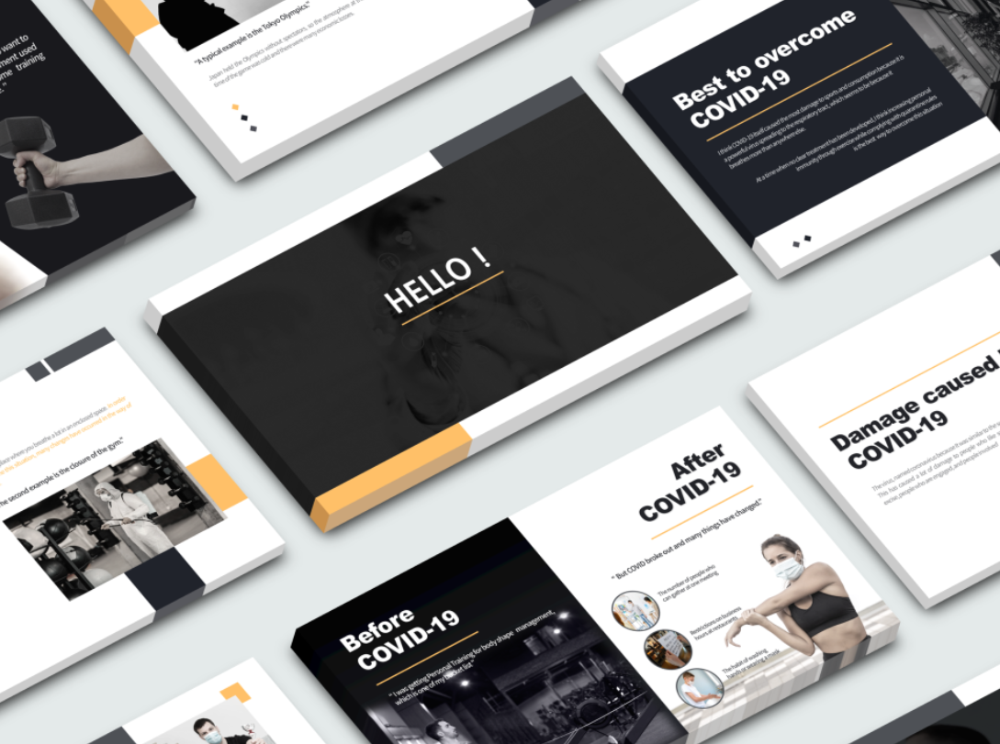 want to
ment used
me training
."
"A typical example is the Tokyo Olympics."
Japan held the Olympics without spectators, so the atmosphere at
time of the game was cold and there were many economic losses.
Best to overcome
COVID-19
I think COVID-19 itself caused the most damage to sports and consumption because it is
a powerful virus spreading to the respiratory tract, which seems to be because it
breathes more than anywhere else.
At a time when no clear treatment has been developed, I think increasing personal
immunity through exercise while complying with quarantine rules
is the best way to overcome this situation
HELLO !
place where you breathe a lot in an enclosed space. In order
the situation, many changes have occurred in the way of
he second example is the closure of the gym."
Damage caused
COVID-19
The virus, named coronavirus because it was similar to the
This has caused a lot of damage to people who like
excise, people who are engaged, and people involved
After
COVID-19
" But COVID broke out and many things have changed."
The number of people who
can gather at one meeting
Restrictions on business
hours at restaurants
The habit of washing
hands or wearing a mask
Before
COVID-19
" I was getting Personal Training for body shape management,
which is one of my bucket list"